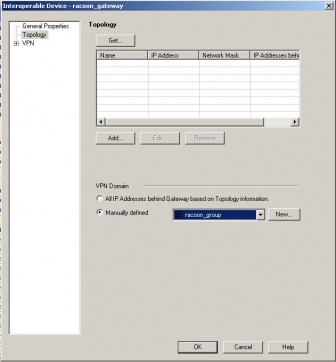 Interoperable Device - racoon_gateway
General Properties
Topology
VPN
Topology
Get...
Name IP Address Network Mask IP Addresses behi
Add... Edit... Remove
VPN Domain
All IP Addresses behind Gateway based on Topology information.
Manually defined racoon_group New...
OK Cancel Help